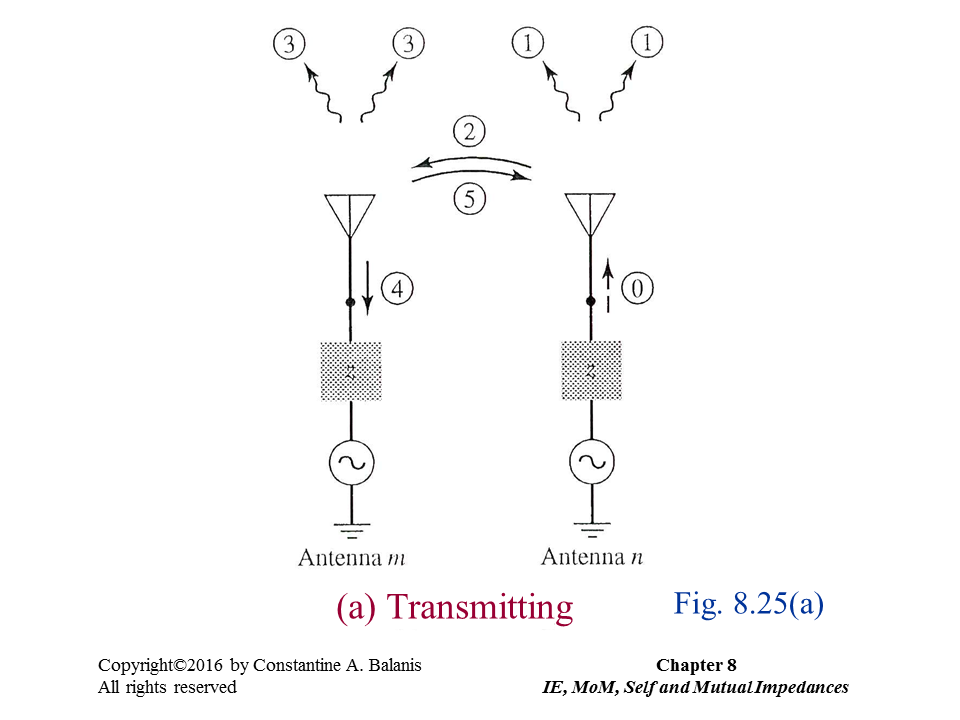 ③ ③ ① ①
②
⑤
④ ⓪
z z
Antenna m Antenna n
(a) Transmitting Fig. 8.25(a)
Copyright©2016 by Constantine A. Balanis Chapter 8
All rights reserved IE, MoM, Self and Mutual Impedances